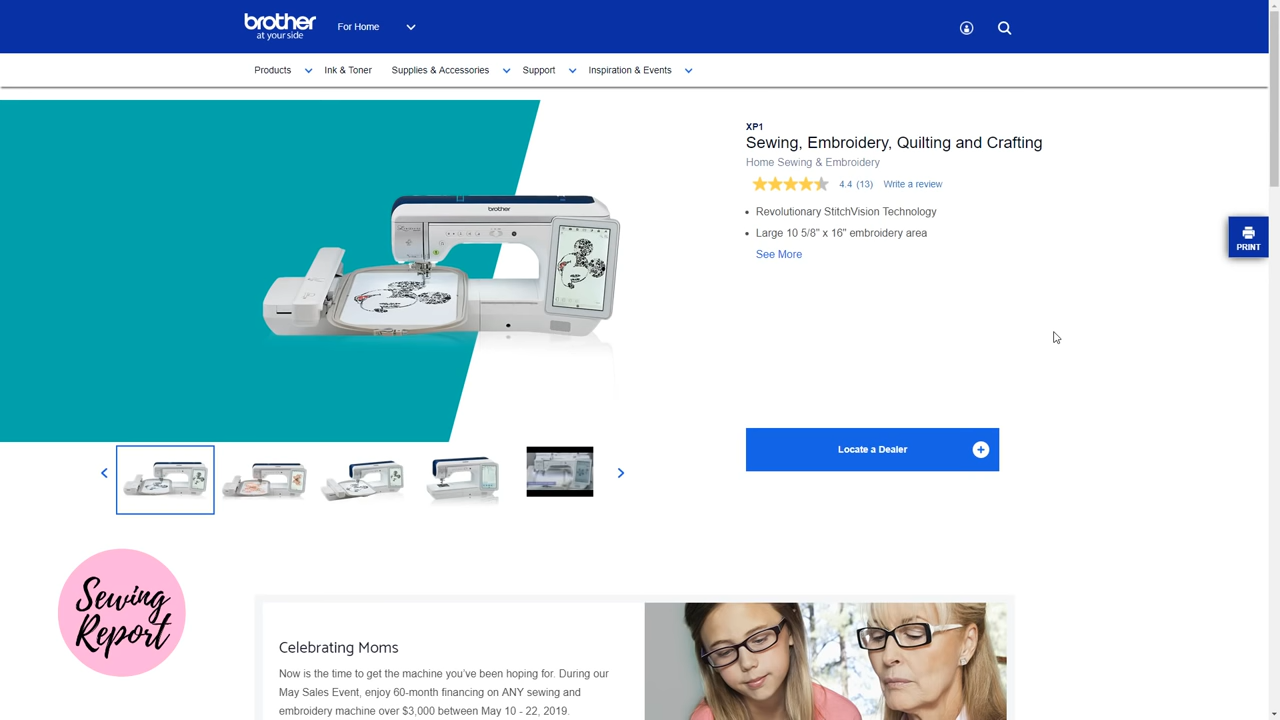 brother
at your side
For Home
Products
Ink & Toner
Supplies & Accessories
Support
Inspiration & Events
XP1
Sewing, Embroidery, Quilting and Crafting
Home Sewing & Embroidery
4.4 (13) Write a review
• Revolutionary StitchVision Technology
• Large 10 5/8" x 16" embroidery area
See More
PRINT
brother
Locate a Dealer
Sewing
Report
Celebrating Moms
Now is the time to get the machine you've been hoping for. During our
May Sales Event, enjoy 60-month financing on ANY sewing and
embroidery machine over $3,000 between May 10 - 22, 2019.